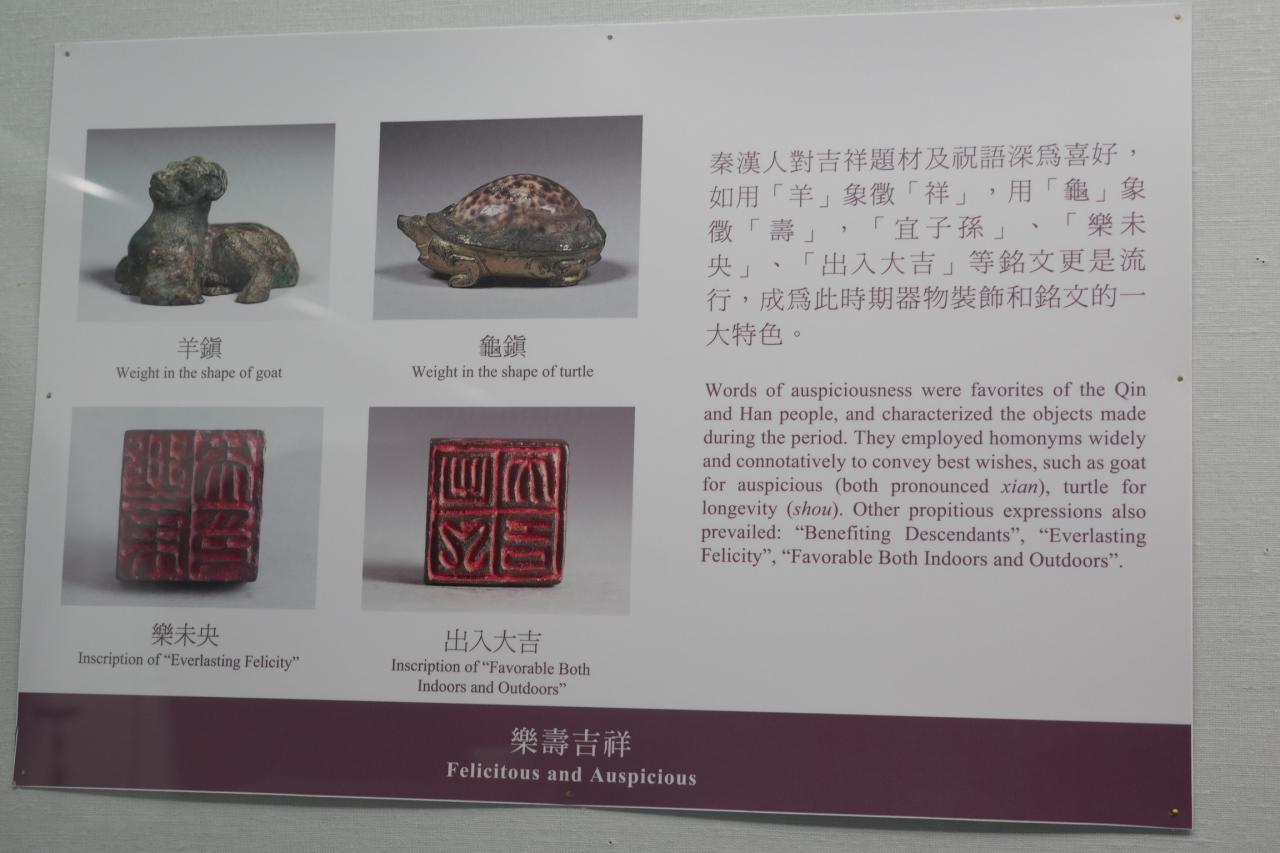 秦漢人對吉祥題材及祝語深爲喜好，
如用「羊」象徵「祥」，用「龜」象
徵「壽」，「宜子孫」、「樂未
央」、「出入大吉」等銘文更是流
行，成爲此時期器物裝飾和銘文的一
大特色。
Words of auspiciousness were favorites of the Qin
and Han people, and characterized the objects made
during the period. They employed homonyms widely
and connotatively to convey best wishes, such as goat
for auspicious (both pronounced xian), turtle for
longevity (shou). Other propitious expressions also
prevailed: “Benefiting Descendants”, “Everlasting
Felicity”, “Favorable Both Indoors and Outdoors”.
羊鎭
Weight in the shape of goat
龜鎭
Weight in the shape of turtle
樂未央
Inscription of “Everlasting Felicity”
出入大吉
Inscription of “Favorable Both
Indoors and Outdoors”
樂壽吉祥
Felicitous and Auspicious